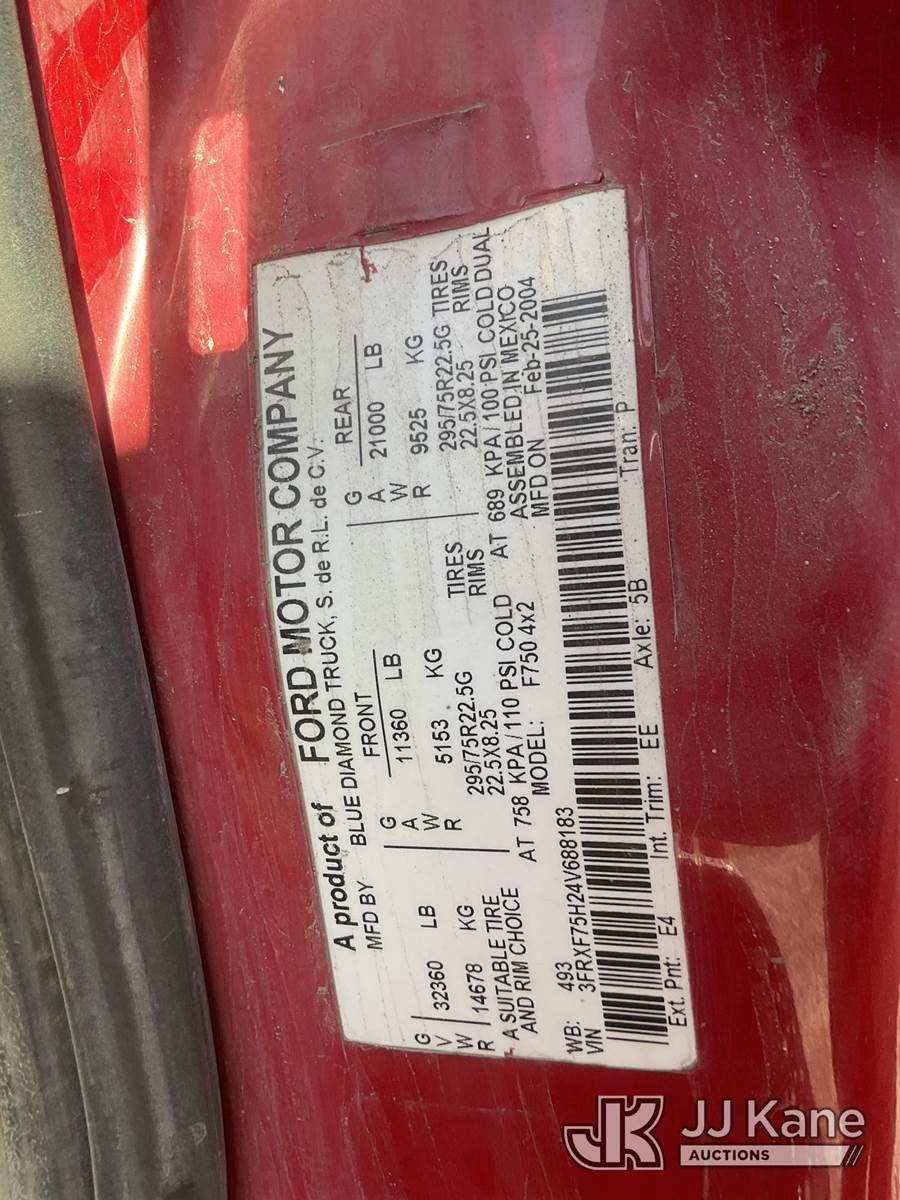 A product of FORD MOTOR COMPANY
MFD BY BLUE DIAMOND TRUCK, S. de R.L. de C.V.
FRONT REAR
G 32360 LB G 11360 LB G 21000 LB
V A A
W 14678 KG W 5153 KG W 9525 KG
R R R
A SUITABLE TIRE 295/75R22.5G TIRES 295/75R22.5G TIRES
AND RIM CHOICE 22.5X8.25 RIMS 22.5X8.25 RIMS
AT 758 KPA/110 PSI COLD AT 689 KPA/100 PSI COLD DUAL
MODEL: F750 4x2 ASSEMBLED IN MEXICO
WB: 493 MFD ON Feb-25-2004
VIN 3FRXF75H24V688183
Ext. Pnt: E4 Int. Trim: EE Axle: 5B Tran: P
JK JJ Kane
AUCTIONS